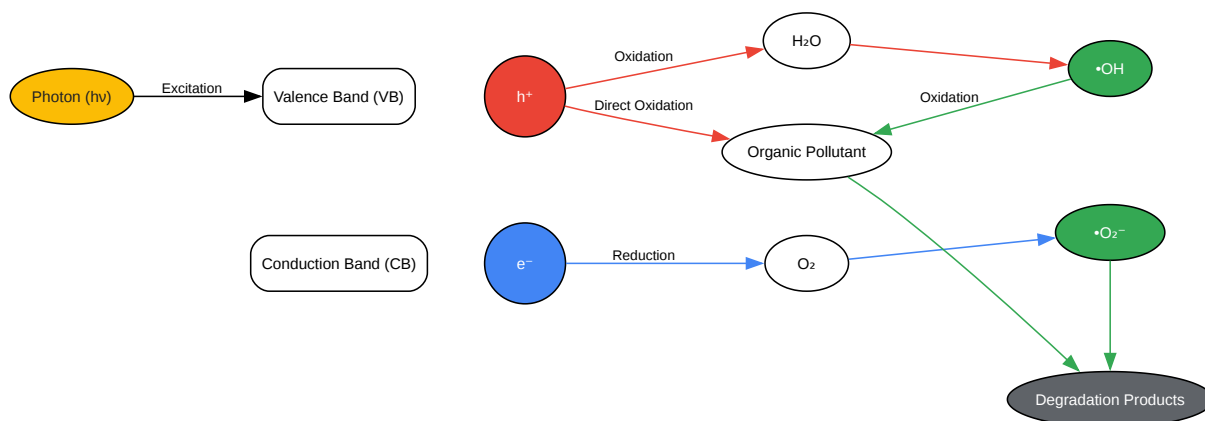 H₂O
Oxidation
•OH
Photon (hν)
Excitation
Valence Band (VB)
h⁺
Direct Oxidation
Oxidation
Organic Pollutant
•O₂⁻
Conduction Band (CB)
e⁻
Reduction
O₂
Degradation Products